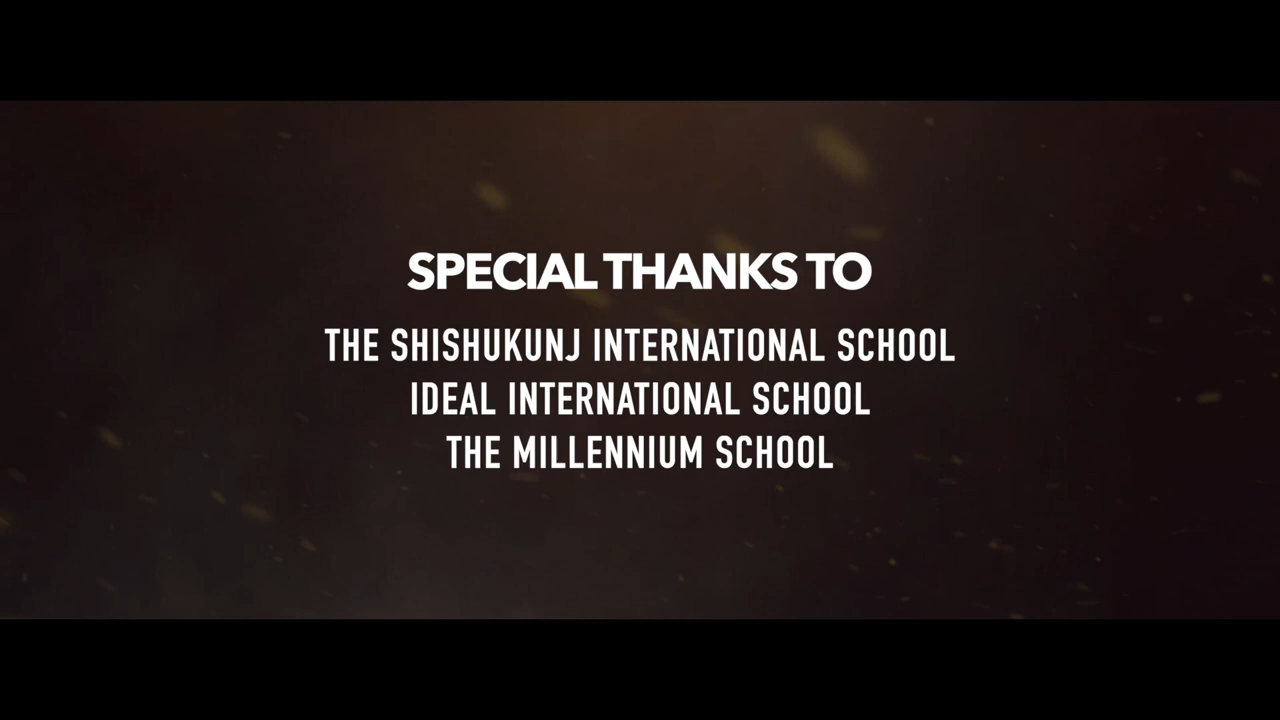 SPECIAL THANKS TO
THE SHISHUKUNJ INTERNATIONAL SCHOOL
IDEAL INTERNATIONAL SCHOOL
THE MILLENNIUM SCHOOL